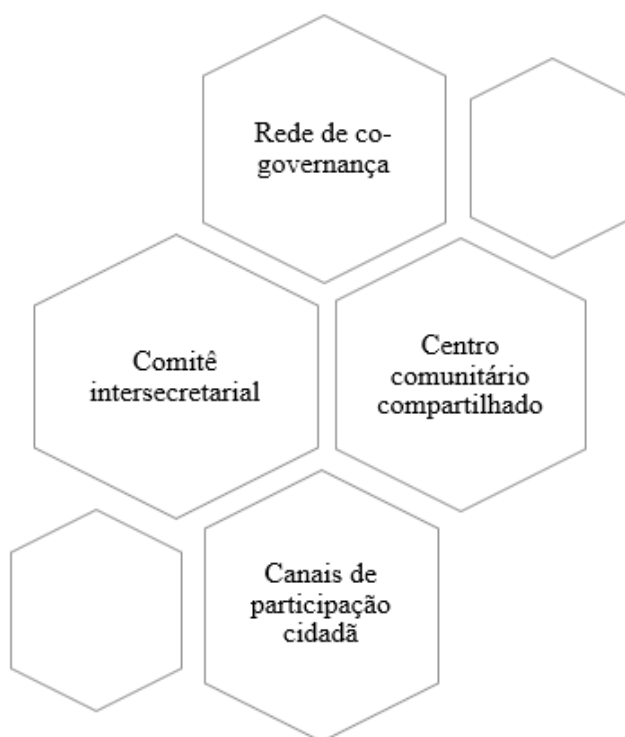 Rede de co-
governança
Comitê
intersecretarial
Centro
comunitário
compartilhado
Canais de
participação
cidadã